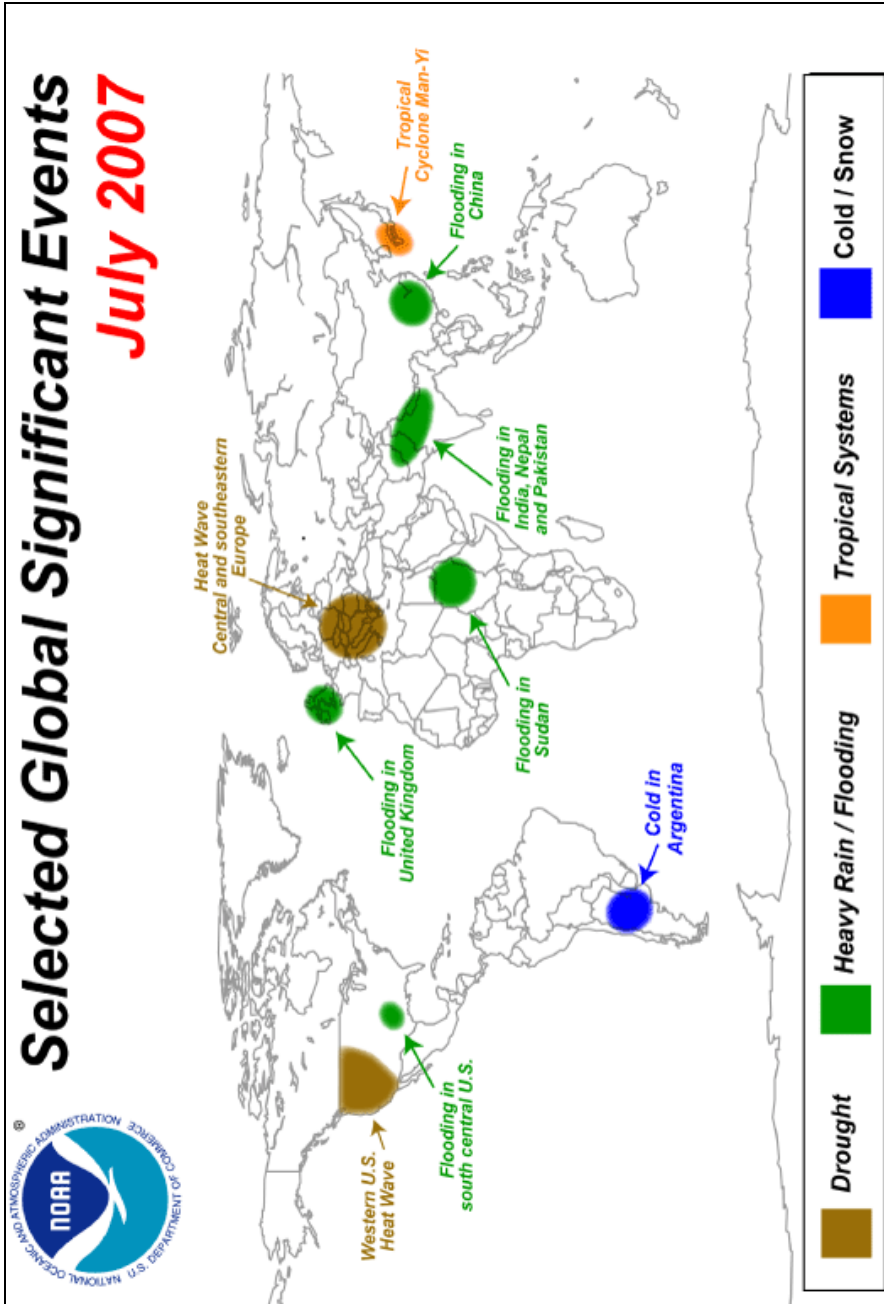 Selected Global Significant Events
July 2007
NATIONAL OCEANIC AND ATMOSPHERIC ADMINISTRATION
U.S. DEPARTMENT OF COMMERCE
NOAA
®
Heat Wave
Central and southeastern
Europe
Tropical
Cyclone Man-Yi
Flooding in
China
Flooding in
United Kingdom
Flooding in
India, Nepal
and Pakistan
Western U.S.
Heat Wave
Flooding in
south central U.S.
Flooding in
Sudan
Cold in
Argentina
Drought
Heavy Rain / Flooding
Tropical Systems
Cold / Snow